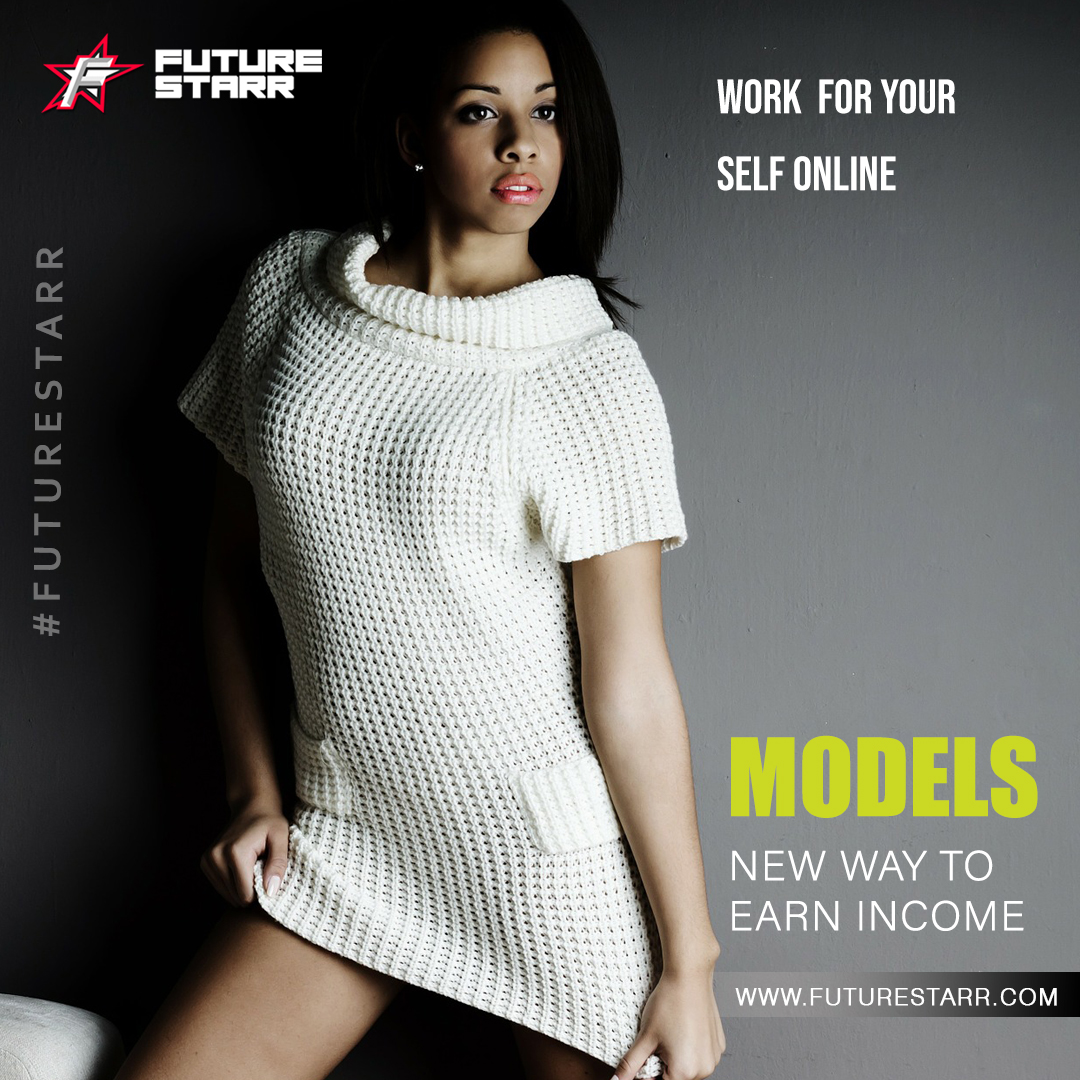 FUTURE
STARR
WORK FOR YOUR
SELF ONLINE
#FUTURESTARR
MODELS
NEW WAY TO
EARN INCOME
WWW.FUTURESTARR.COM